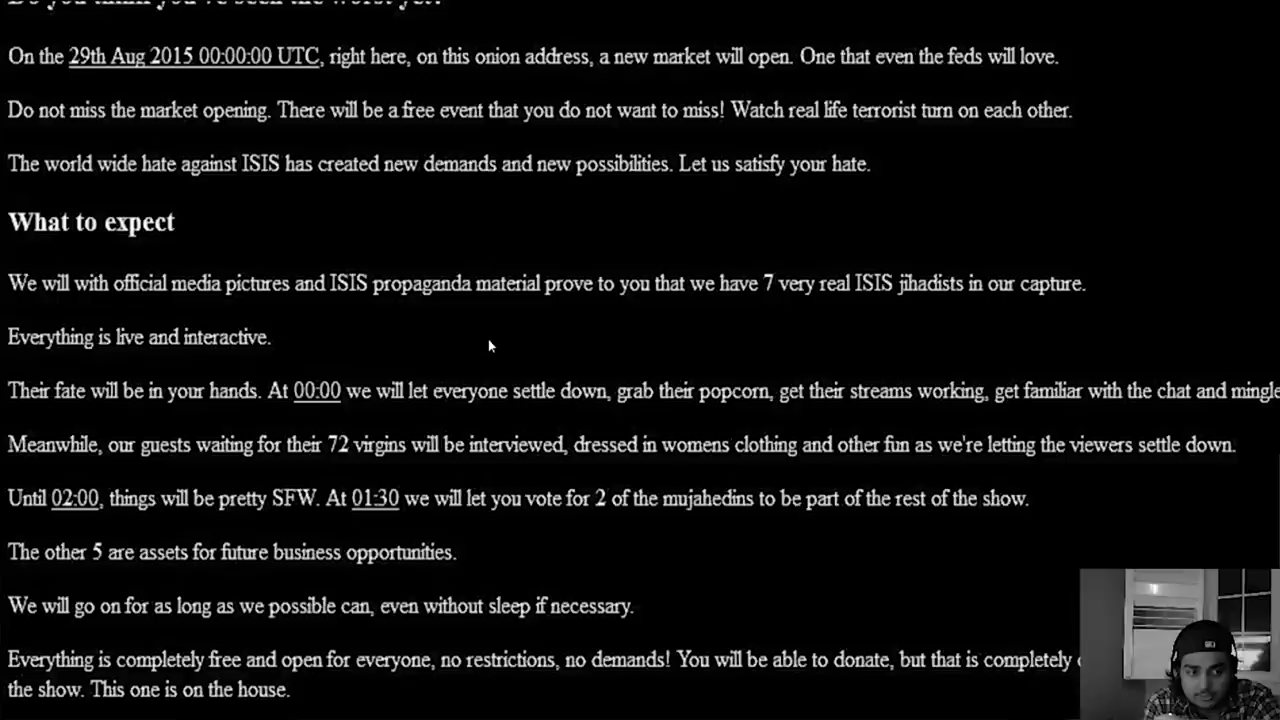 Do you think you've seen the worst yet?
On the 29th Aug 2015 00:00:00 UTC, right here, on this onion address, a new market will open. One that even the feds will love.
Do not miss the market opening. There will be a free event that you do not want to miss! Watch real life terrorist turn on each other.
The world wide hate against ISIS has created new demands and new possibilities. Let us satisfy your hate.
What to expect
We will with official media pictures and ISIS propaganda material prove to you that we have 7 very real ISIS jihadists in our capture.
Everything is live and interactive.
Their fate will be in your hands. At 00:00 we will let everyone settle down, grab their popcorn, get their streams working, get familiar with the chat and mingle
Meanwhile, our guests waiting for their 72 virgins will be interviewed, dressed in womens clothing and other fun as we're letting the viewers settle down.
Until 02:00, things will be pretty SFW. At 01:30 we will let you vote for 2 of the mujahedins to be part of the rest of the show.
The other 5 are assets for future business opportunities.
We will go on for as long as we possible can, even without sleep if necessary.
Everything is completely free and open for everyone, no restrictions, no demands! You will be able to donate, but that is completely
the show. This one is on the house.